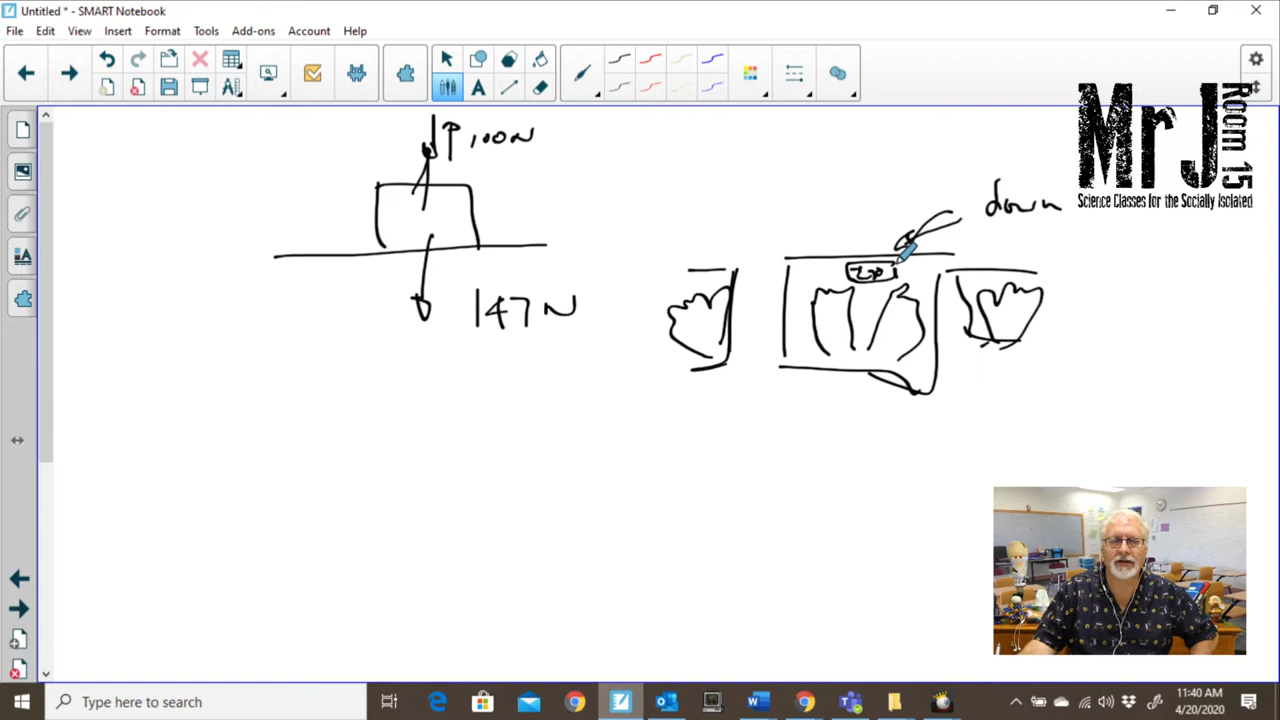 Untitled * - SMART Notebook
File Edit View Insert Format Tools Add-ons Account Help
Mr J
Room 15
Science Classes for the Socially Isolated
100N
down
147N
Type here to search
11:40 AM
4/20/2020